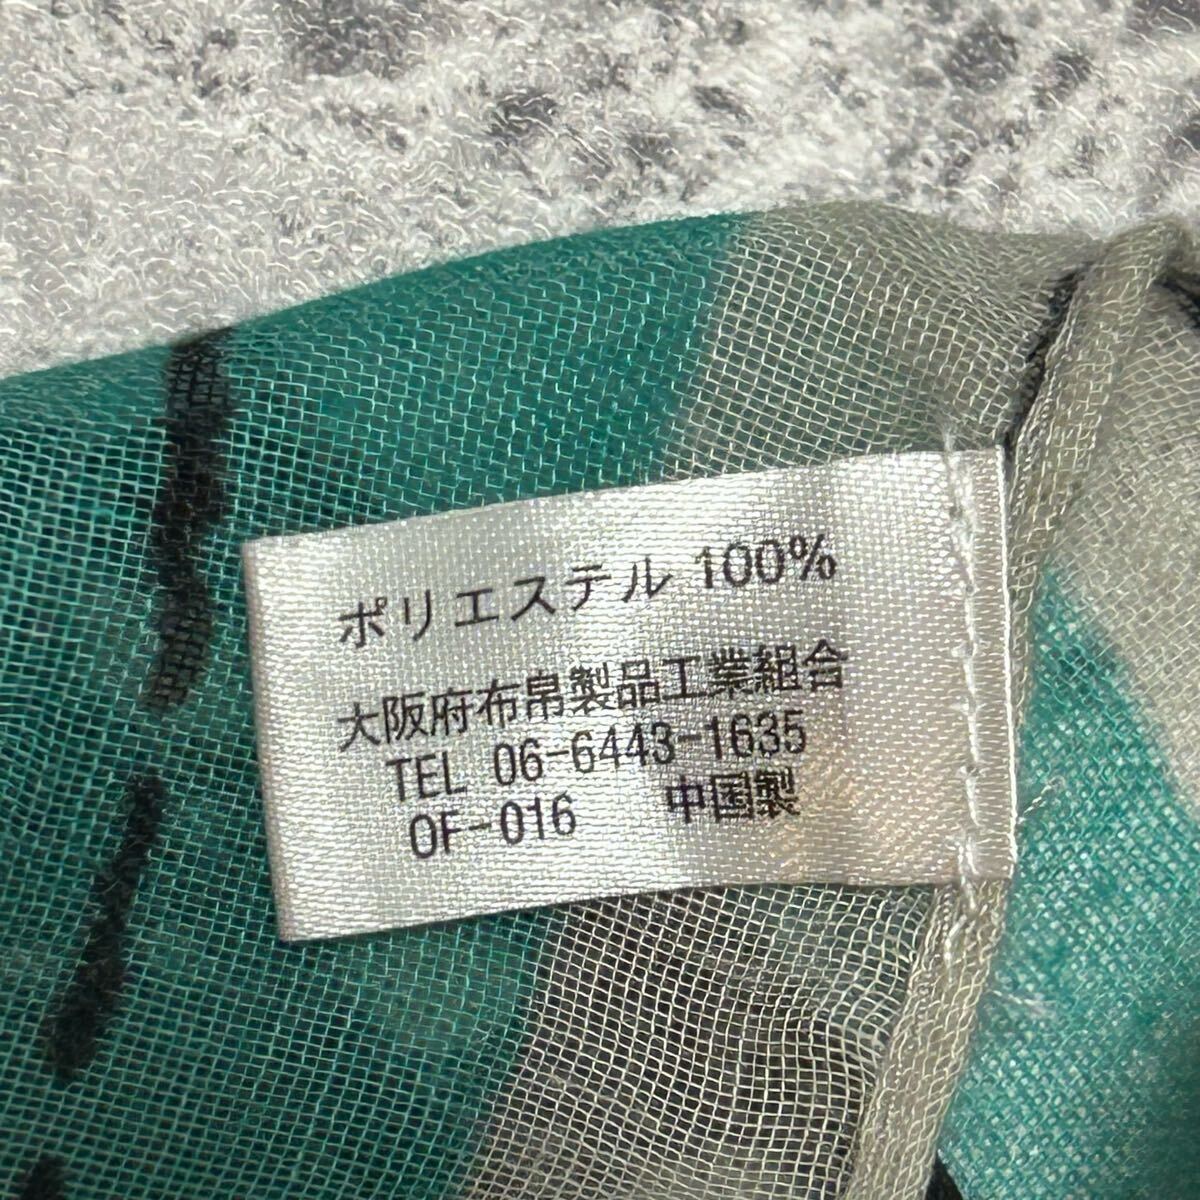 ポリエステル 100%
大阪府布帛製品工業組合
TEL 06-6443-1635
OF-016 中国製